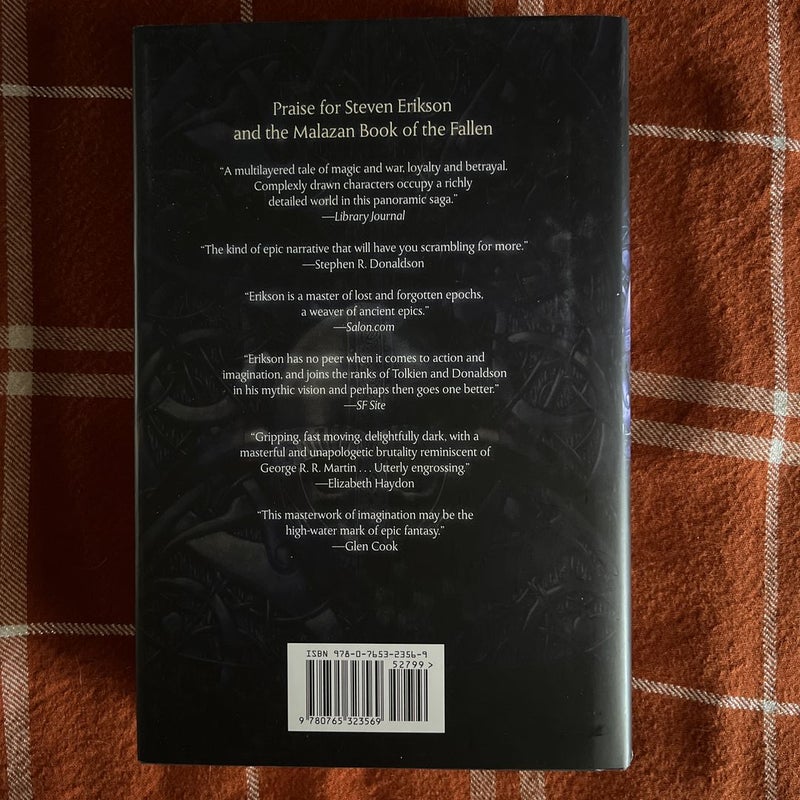 Praise for Steven Erikson
and the Malazan Book of the Fallen
“A multilayered tale of magic and war, loyalty and betrayal.
Complexly drawn characters occupy a richly
detailed world in this panoramic saga.”
—Library Journal
“The kind of epic narrative that will have you scrambling for more.”
—Stephen R. Donaldson
“Erikson is a master of lost and forgotten epochs,
a weaver of ancient epics.”
—Salon.com
“Erikson has no peer when it comes to action and
imagination, and joins the ranks of Tolkien and Donaldson
in his mythic vision and perhaps then goes one better.”
—SF Site
“Gripping, fast moving, delightfully dark, with a
masterful and unapologetic brutality reminiscent of
George R. R. Martin . . . Utterly engrossing.”
—Elizabeth Haydon
“This masterwork of imagination may be the
high-water mark of epic fantasy.”
—Glen Cook
ISBN 978-0-7653-2356-9
52799 >
9 780765 323569